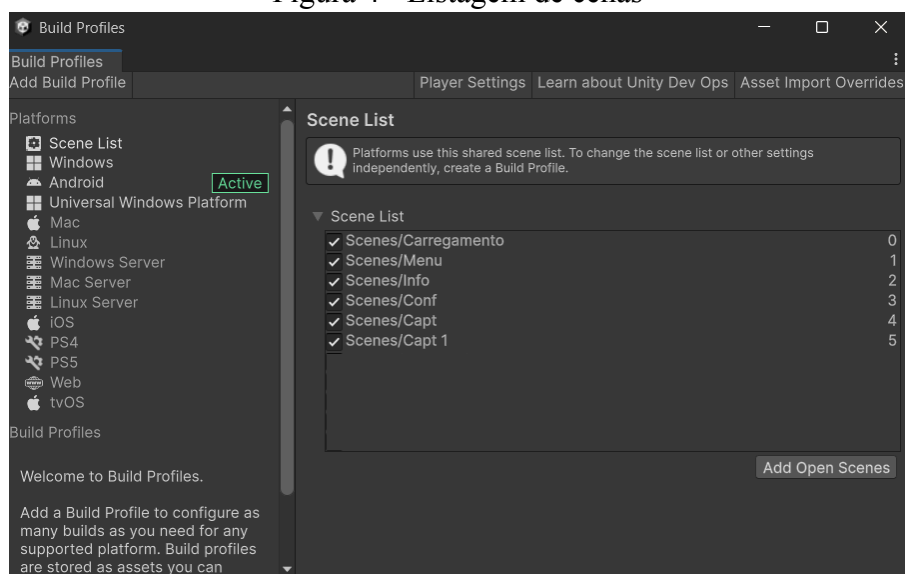 Build Profiles
Build Profiles
Add Build Profile
Player Settings
Learn about Unity Dev Ops
Asset Import Overrides
Platforms
Scene List
Windows
Android
Active
Universal Windows Platform
Mac
Linux
Windows Server
Mac Server
Linux Server
iOS
PS4
PS5
Web
tvOS
Build Profiles
Welcome to Build Profiles.
Add a Build Profile to configure as
many builds as you need for any
supported platform. Build profiles
are stored as assets you can
Scene List
Platforms use this shared scene list. To change the scene list or other settings
independently, create a Build Profile.
Scene List
Scenes/Carregamento 0
Scenes/Menu 1
Scenes/Info 2
Scenes/Conf 3
Scenes/Capt 4
Scenes/Capt 1 5
Add Open Scenes